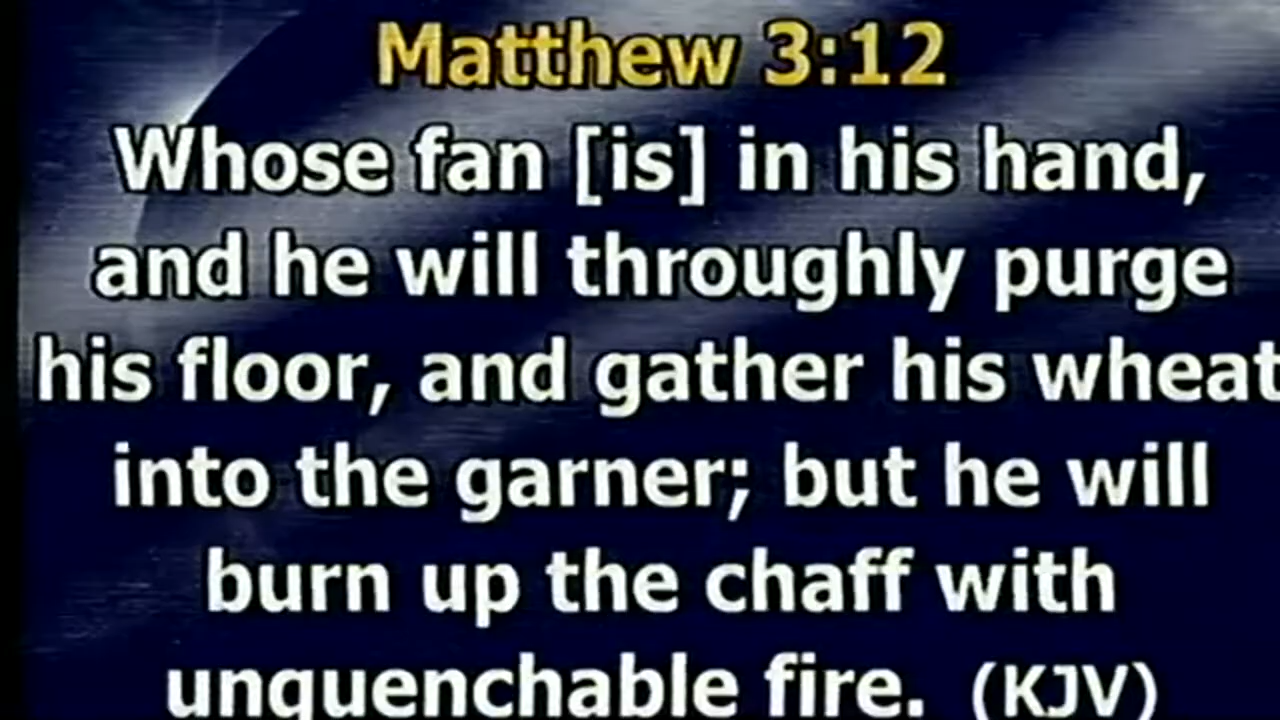 Matthew 3:12
Whose fan [is] in his hand,
and he will throughly purge
his floor, and gather his wheat
into the garner; but he will
burn up the chaff with
unquenchable fire. (KJV)